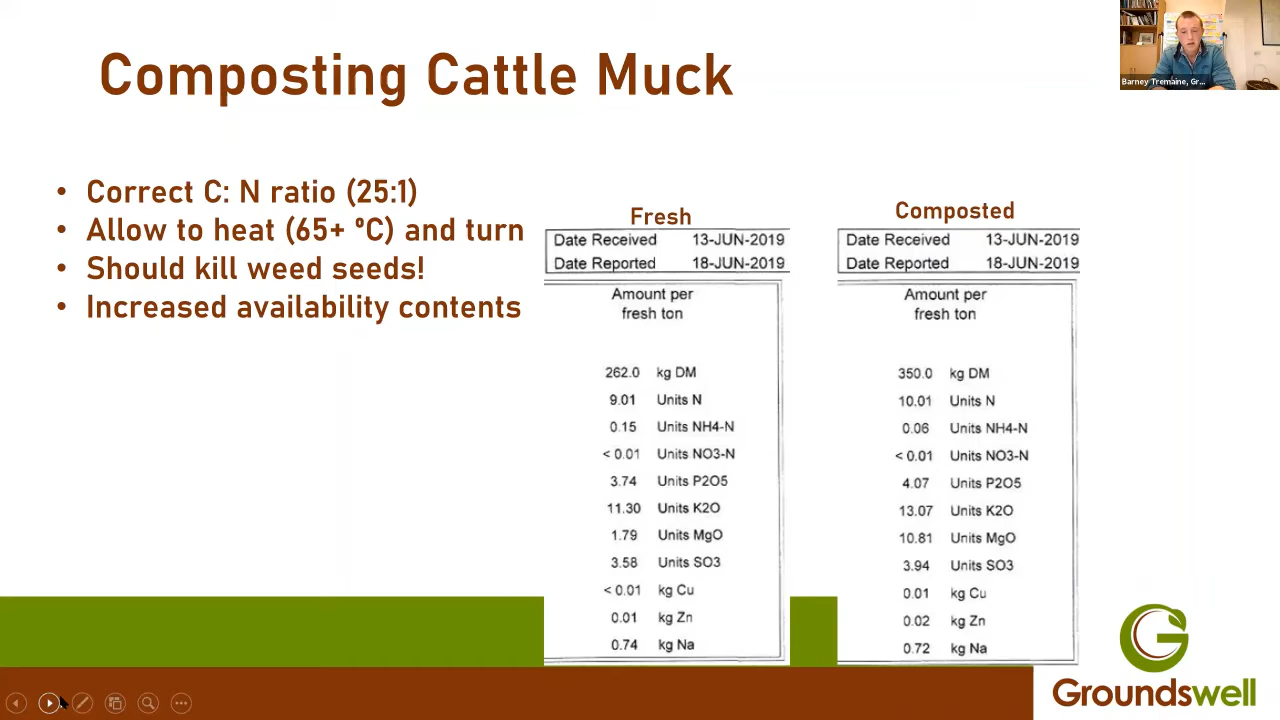 Composting Cattle Muck
Barney Tremaine, Gr...
• Correct C: N ratio (25:1)
• Allow to heat (65+ ºC) and turn
• Should kill weed seeds!
• Increased availability contents
Fresh
Date Received 13-JUN-2019
Date Reported 18-JUN-2019
Amount per
fresh ton
262.0 kg DM
9.01 Units N
0.15 Units NH4-N
< 0.01 Units NO3-N
3.74 Units P2O5
11.30 Units K2O
1.79 Units MgO
3.58 Units SO3
< 0.01 kg Cu
0.01 kg Zn
0.74 kg Na
Composted
Date Received 13-JUN-2019
Date Reported 18-JUN-2019
Amount per
fresh ton
350.0 kg DM
10.01 Units N
0.06 Units NH4-N
< 0.01 Units NO3-N
4.07 Units P2O5
13.07 Units K2O
10.81 Units MgO
3.94 Units SO3
0.01 kg Cu
0.02 kg Zn
0.72 kg Na
Groundswell